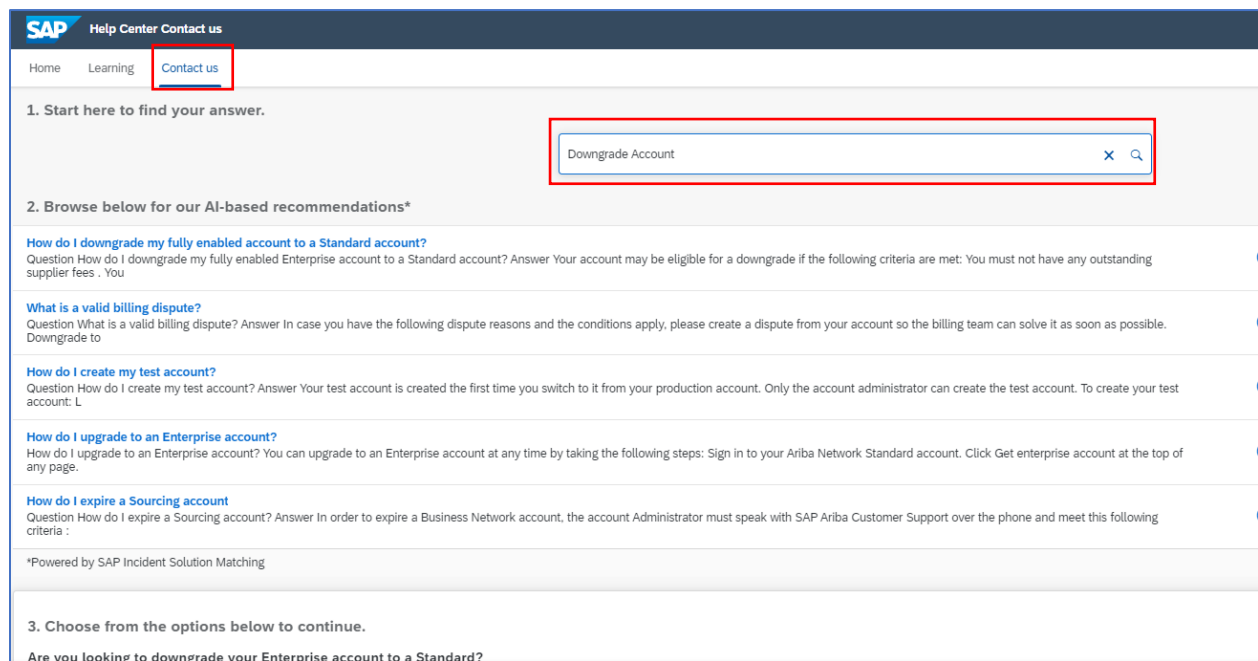 SAP Help Center Contact us
Home Learning Contact us
1. Start here to find your answer.
Downgrade Account
2. Browse below for our AI-based recommendations*
How do I downgrade my fully enabled account to a Standard account?
Question How do I downgrade my fully enabled Enterprise account to a Standard account? Answer Your account may be eligible for a downgrade if the following criteria are met: You must not have any outstanding
supplier fees . You
What is a valid billing dispute?
Question What is a valid billing dispute? Answer In case you have the following dispute reasons and the conditions apply, please create a dispute from your account so the billing team can solve it as soon as possible.
Downgrade to
How do I create my test account?
Question How do I create my test account? Answer Your test account is created the first time you switch to it from your production account. Only the account administrator can create the test account. To create your test
account: L
How do I upgrade to an Enterprise account?
How do I upgrade to an Enterprise account? You can upgrade to an Enterprise account at any time by taking the following steps: Sign in to your Ariba Network Standard account. Click Get enterprise account at the top of
any page.
How do I expire a Sourcing account
Question How do I expire a Sourcing account? Answer In order to expire a Business Network account, the account Administrator must speak with SAP Ariba Customer Support over the phone and meet this following
criteria :
*Powered by SAP Incident Solution Matching
3. Choose from the options below to continue.
Are you looking to downgrade your Enterprise account to a Standard?